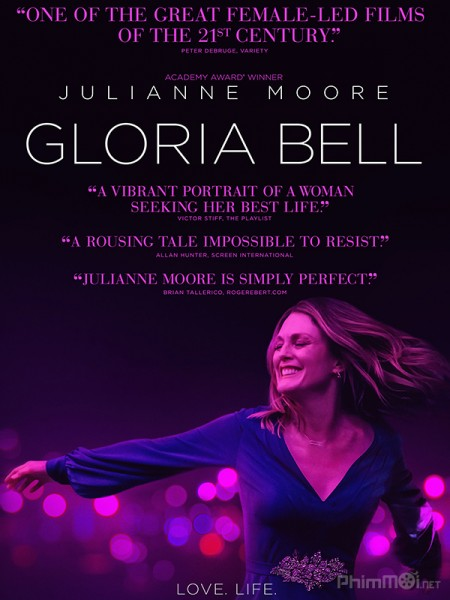 “ONE OF THE GREAT FEMALE-LED FILMS
OF THE 21ST CENTURY.”
PETER DEBRUGE, VARIETY
ACADEMY AWARD® WINNER
JULIANNE MOORE
GLORIA BELL
“A VIBRANT PORTRAIT OF A WOMAN
SEEKING HER BEST LIFE.”
VICTOR STIFF, THE PLAYLIST
“A ROUSING TALE IMPOSSIBLE TO RESIST.”
ALLAN HUNTER, SCREEN INTERNATIONAL
“JULIANNE MOORE IS SIMPLY PERFECT.”
BRIAN TALLERICO, ROGEREBERT.COM
LOVE. LIFE.
PHIMMOI.NET